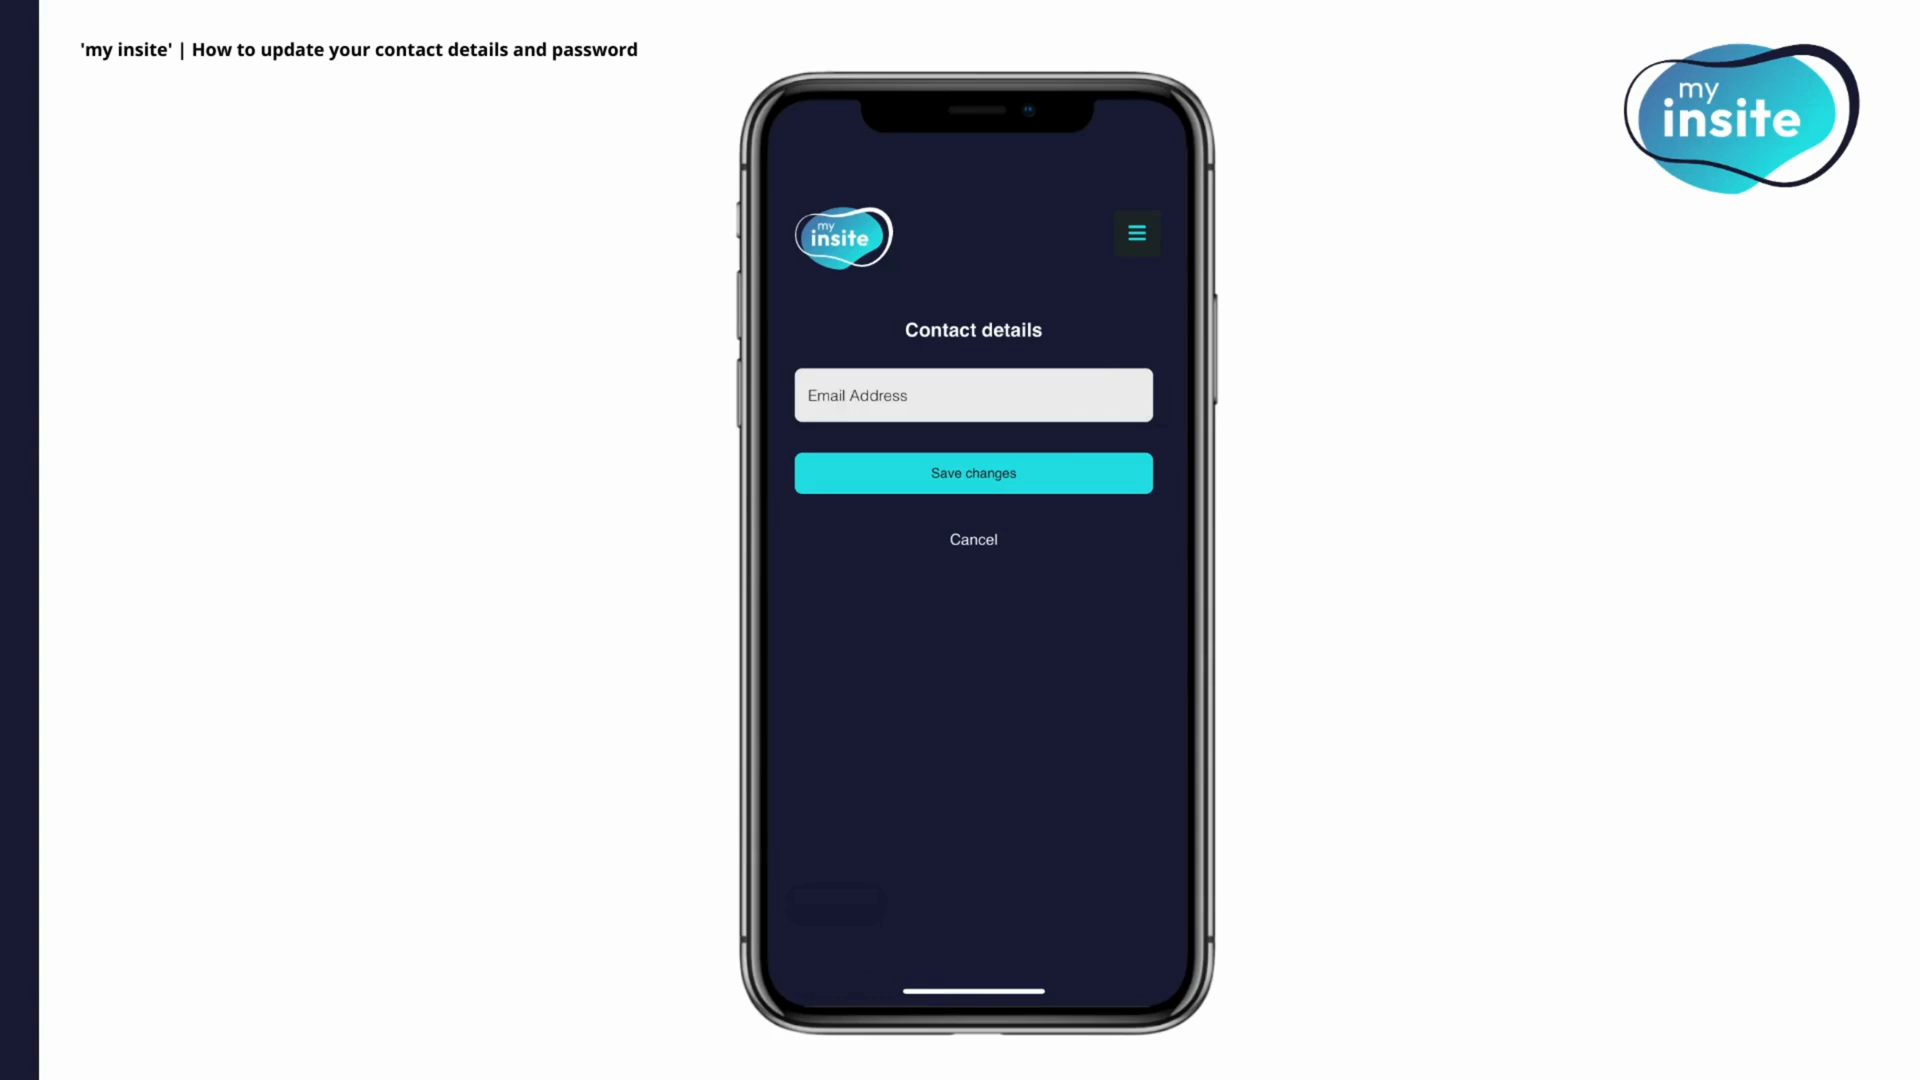 'my insite' | How to update your contact details and password
my
insite
my
insite
Contact details
Email Address
Save changes
Cancel